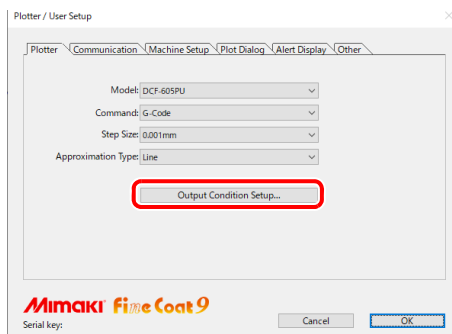 Plotter / User Setup
Plotter Communication Machine Setup Plot Dialog Alert Display Other
Model: DCF-605PU
Command: G-Code
Step Size: 0.001mm
Approximation Type: Line
Output Condition Setup...
Mimaki Fine Coat 9
Serial key:
Cancel OK